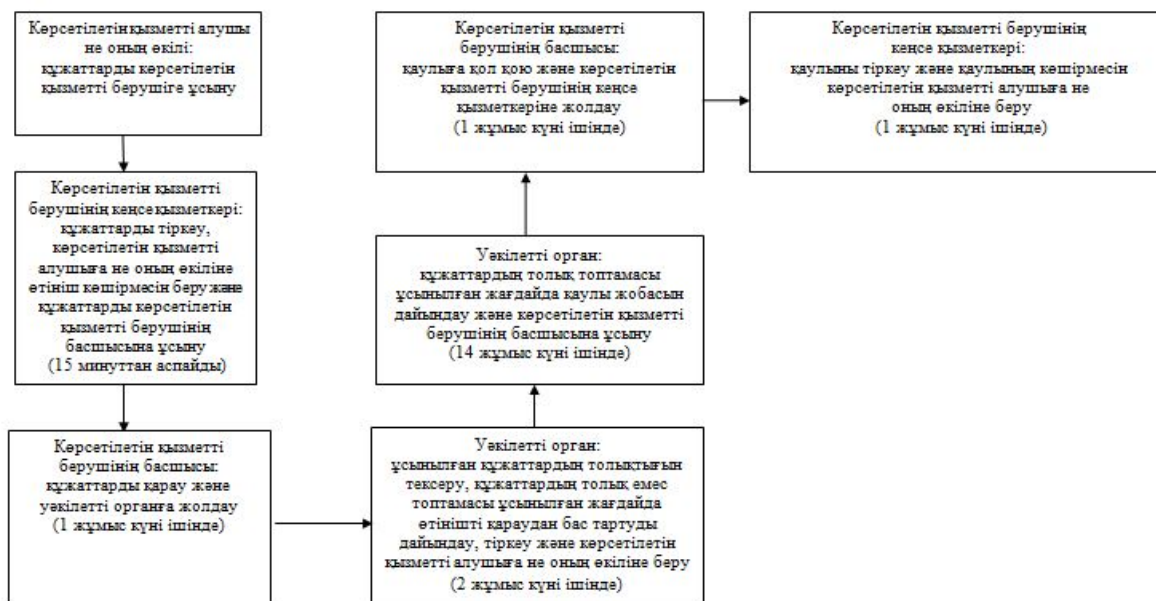 Көрсетілетін қызметті алушы
не оның өкілі:
құжаттарды көрсетілетін
қызметті берушіге ұсыну
Көрсетілетін қызметті
берушінің кеңсе қызметкері:
құжаттарды тіркеу,
көрсетілетін қызметті
алушыға не оның өкіліне
өтініш көшірмесін беру және
құжаттарды көрсетілетін
қызметті берушінің
басшысына ұсыну
(15 минуттан аспайды)
Көрсетілетін қызметті
берушінің басшысы:
құжаттарды қарау және
уәкілетті органға жолдау
(1 жұмыс күні ішінде)
Уәкілетті орган:
ұсынылған құжаттардың толықтығын
тексеру, құжаттардың толық емес
топтамасы ұсынылған жағдайда
өтінішті қараудан бас тартуды
дайындау, тіркеу және көрсетілетін
қызметті алушыға не оның өкіліне беру
(2 жұмыс күні ішінде)
Уәкілетті орган:
құжаттардың толық топтамасы
ұсынылған жағдайда қаулы жобасын
дайындау және көрсетілетін қызметті
берушінің басшысына ұсыну
(14 жұмыс күні ішінде)
Көрсетілетін қызметті
берушінің басшысы:
қаулыға қол қою және көрсетілетін
қызметті берушінің кеңсе
қызметкеріне жолдау
(1 жұмыс күні ішінде)
Көрсетілетін қызметті берушінің
кеңсе қызметкері:
қаулыны тіркеу және қаулының көшірмесін
көрсетілетін қызметті алушыға не
оның өкіліне беру
(1 жұмыс күні ішінде)